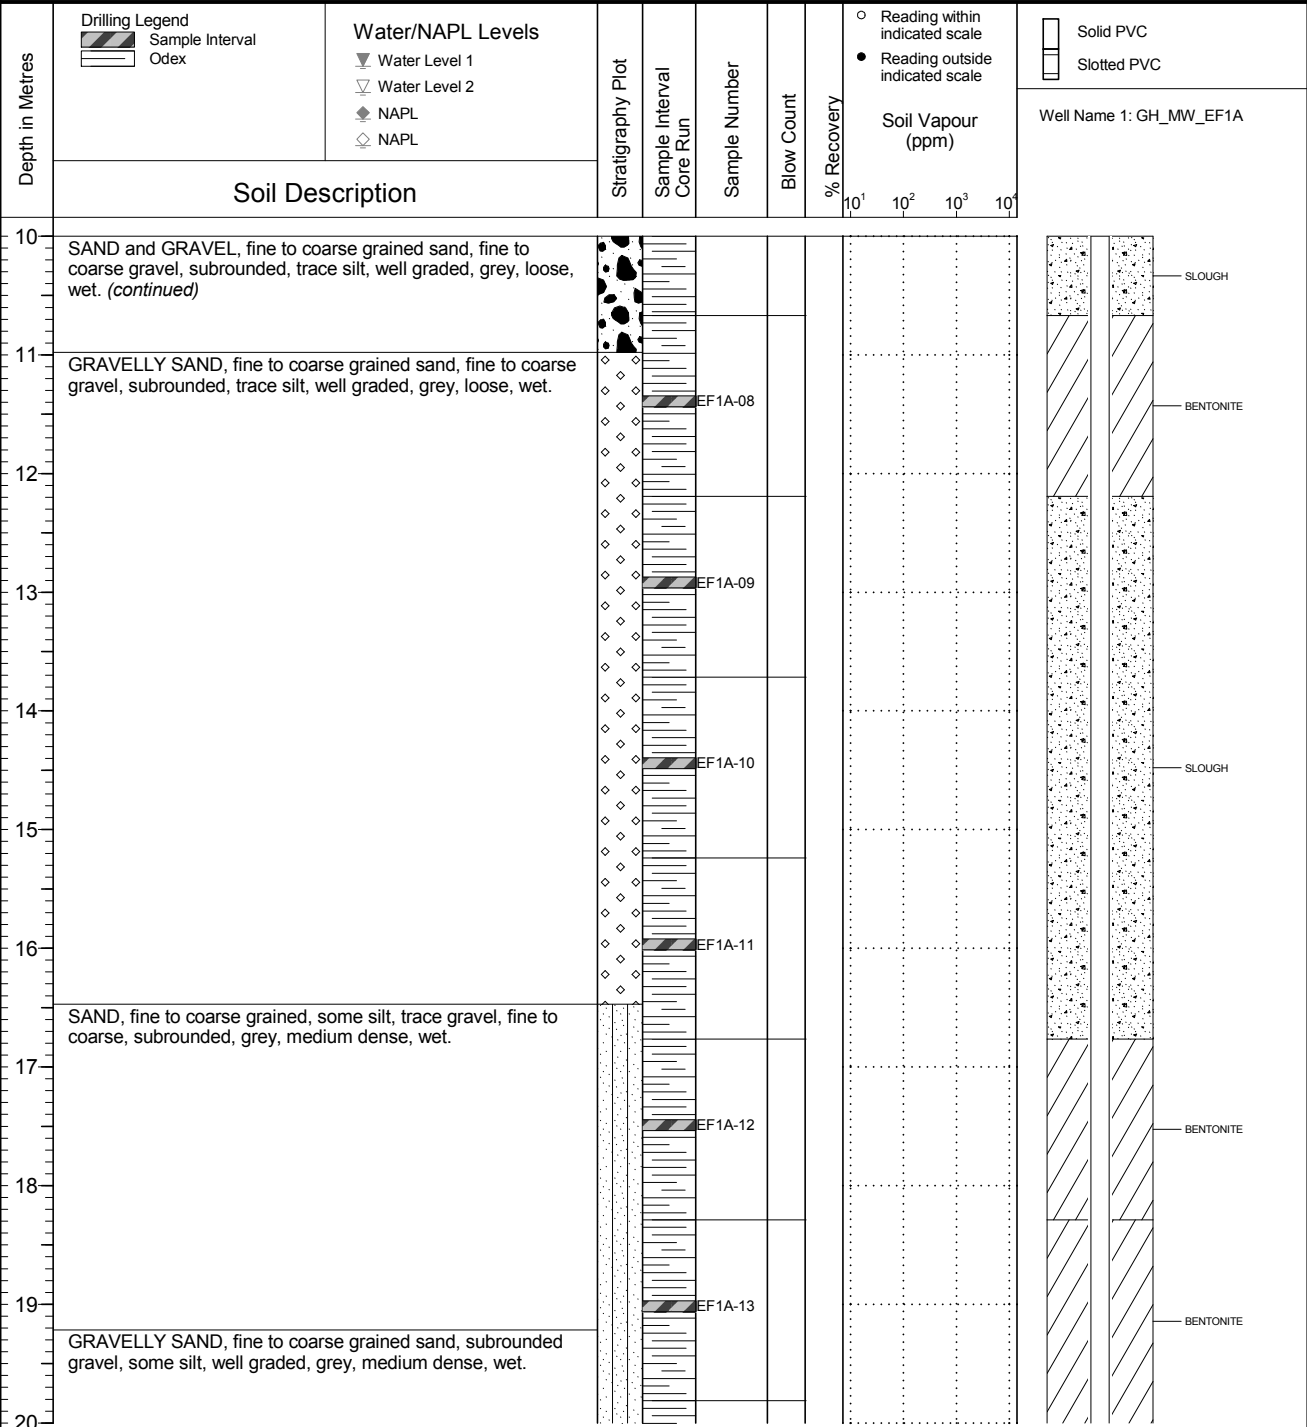 Drilling Legend
Sample Interval
Odex
Water/NAPL Levels
Water Level 1
Water Level 2
NAPL
NAPL
Depth in Metres
Soil Description
Stratigraphy Plot
Sample Interval
Core Run
Sample Number
Blow Count
% Recovery
Reading within
indicated scale
Reading outside
indicated scale
Soil Vapour
(ppm)
10¹ 10² 10³ 10⁴
Solid PVC
Slotted PVC
Well Name 1: GH_MW_EF1A
10
SAND and GRAVEL, fine to coarse grained sand, fine to
coarse gravel, subrounded, trace silt, well graded, grey, loose,
wet. (continued)
SLOUGH
11
GRAVELLY SAND, fine to coarse grained sand, fine to coarse
gravel, subrounded, trace silt, well graded, grey, loose, wet.
EF1A-08
BENTONITE
12
EF1A-09
13
14
EF1A-10
SLOUGH
15
EF1A-11
16
SAND, fine to coarse grained, some silt, trace gravel, fine to
coarse, subrounded, grey, medium dense, wet.
17
EF1A-12
BENTONITE
18
EF1A-13
19
BENTONITE
GRAVELLY SAND, fine to coarse grained sand, subrounded
gravel, some silt, well graded, grey, medium dense, wet.
20